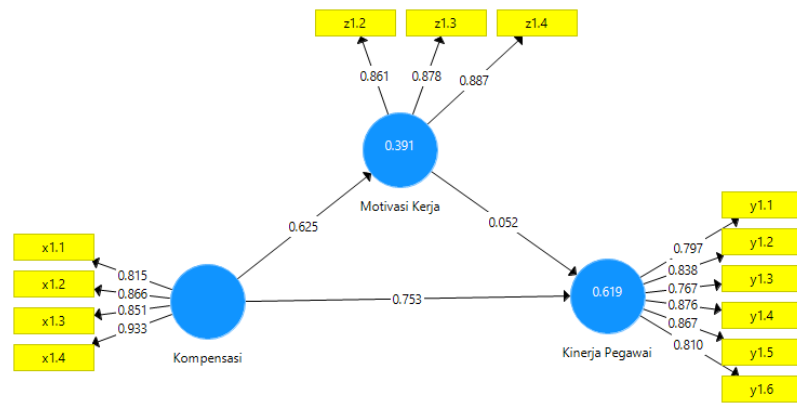 z1.2 z1.3 z1.4
0.861 0.878 0.887
0.391
Motivasi Kerja
0.625
0.052
x1.1
x1.2
x1.3
x1.4
0.815
0.866
0.851
0.933
Kompensasi
0.753
0.619
Kinerja Pegawai
0.797
0.838
0.767
0.876
0.867
0.810
y1.1
y1.2
y1.3
y1.4
y1.5
y1.6